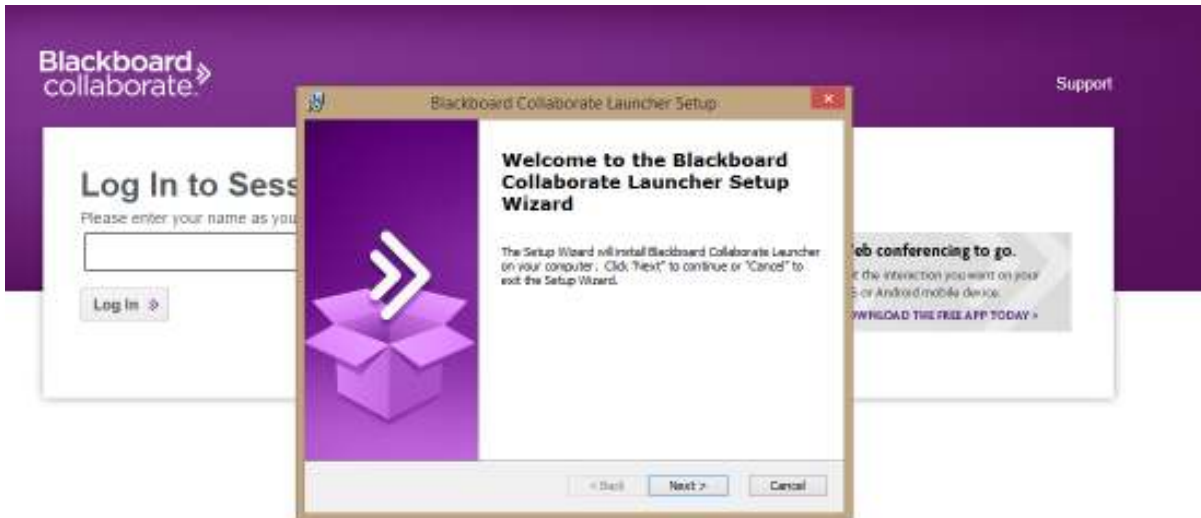 Blackboard
collaborate.
Support
Blackboard Collaborate Launcher Setup
Welcome to the Blackboard
Collaborate Launcher Setup
Wizard
The Setup Wizard will install Blackboard Collaborate Launcher
on your computer. Click "Next" to continue or "Cancel" to
exit the Setup Wizard.
Log In to Sess
Please enter your name as you
Log In »
eb conferencing to go.
the interaction you want on your
S or Android mobile device.
WNLOAD THE FREE APP TODAY »
< Back
Next >
Cancel